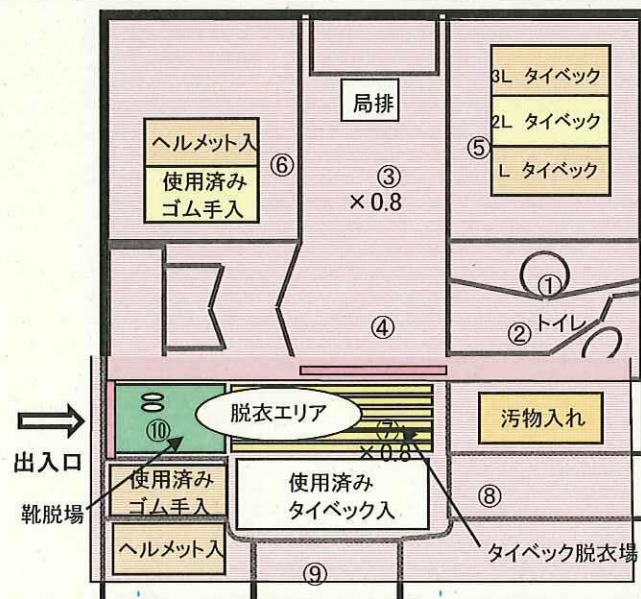 局排
3L タイベック
2L タイベック
L タイベック
ヘルメット入
使用済み
ゴム手入
⑥
③
×0.8
⑤
①
② トイレ
④
出入口
⑩
脱衣エリア
⑦
×0.8
汚物入れ
靴脱場
使用済み
ゴム手入
使用済み
タイベック入
⑧
ヘルメット入
⑨
タイベック脱衣場